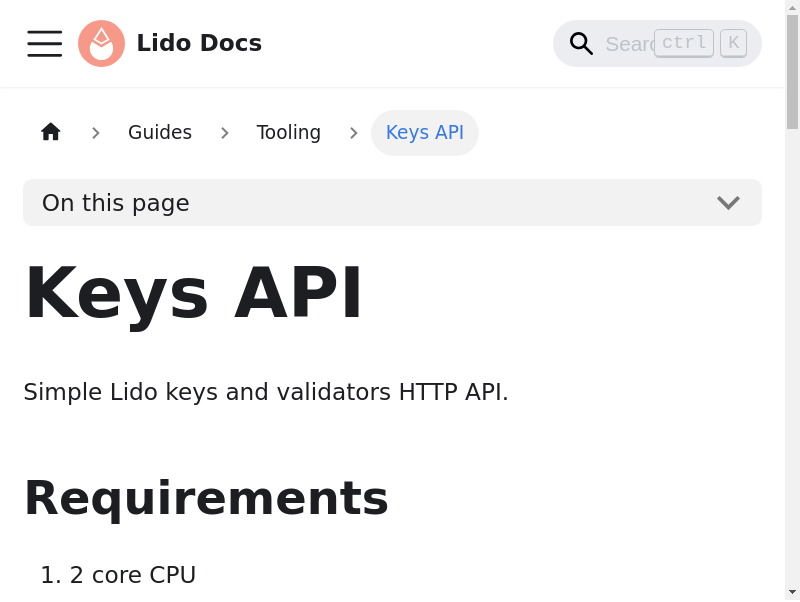 Lido Docs
ctrl K
Guides
Tooling
Keys API
On this page
Keys API
Simple Lido keys and validators HTTP API.
Requirements
1. 2 core CPU